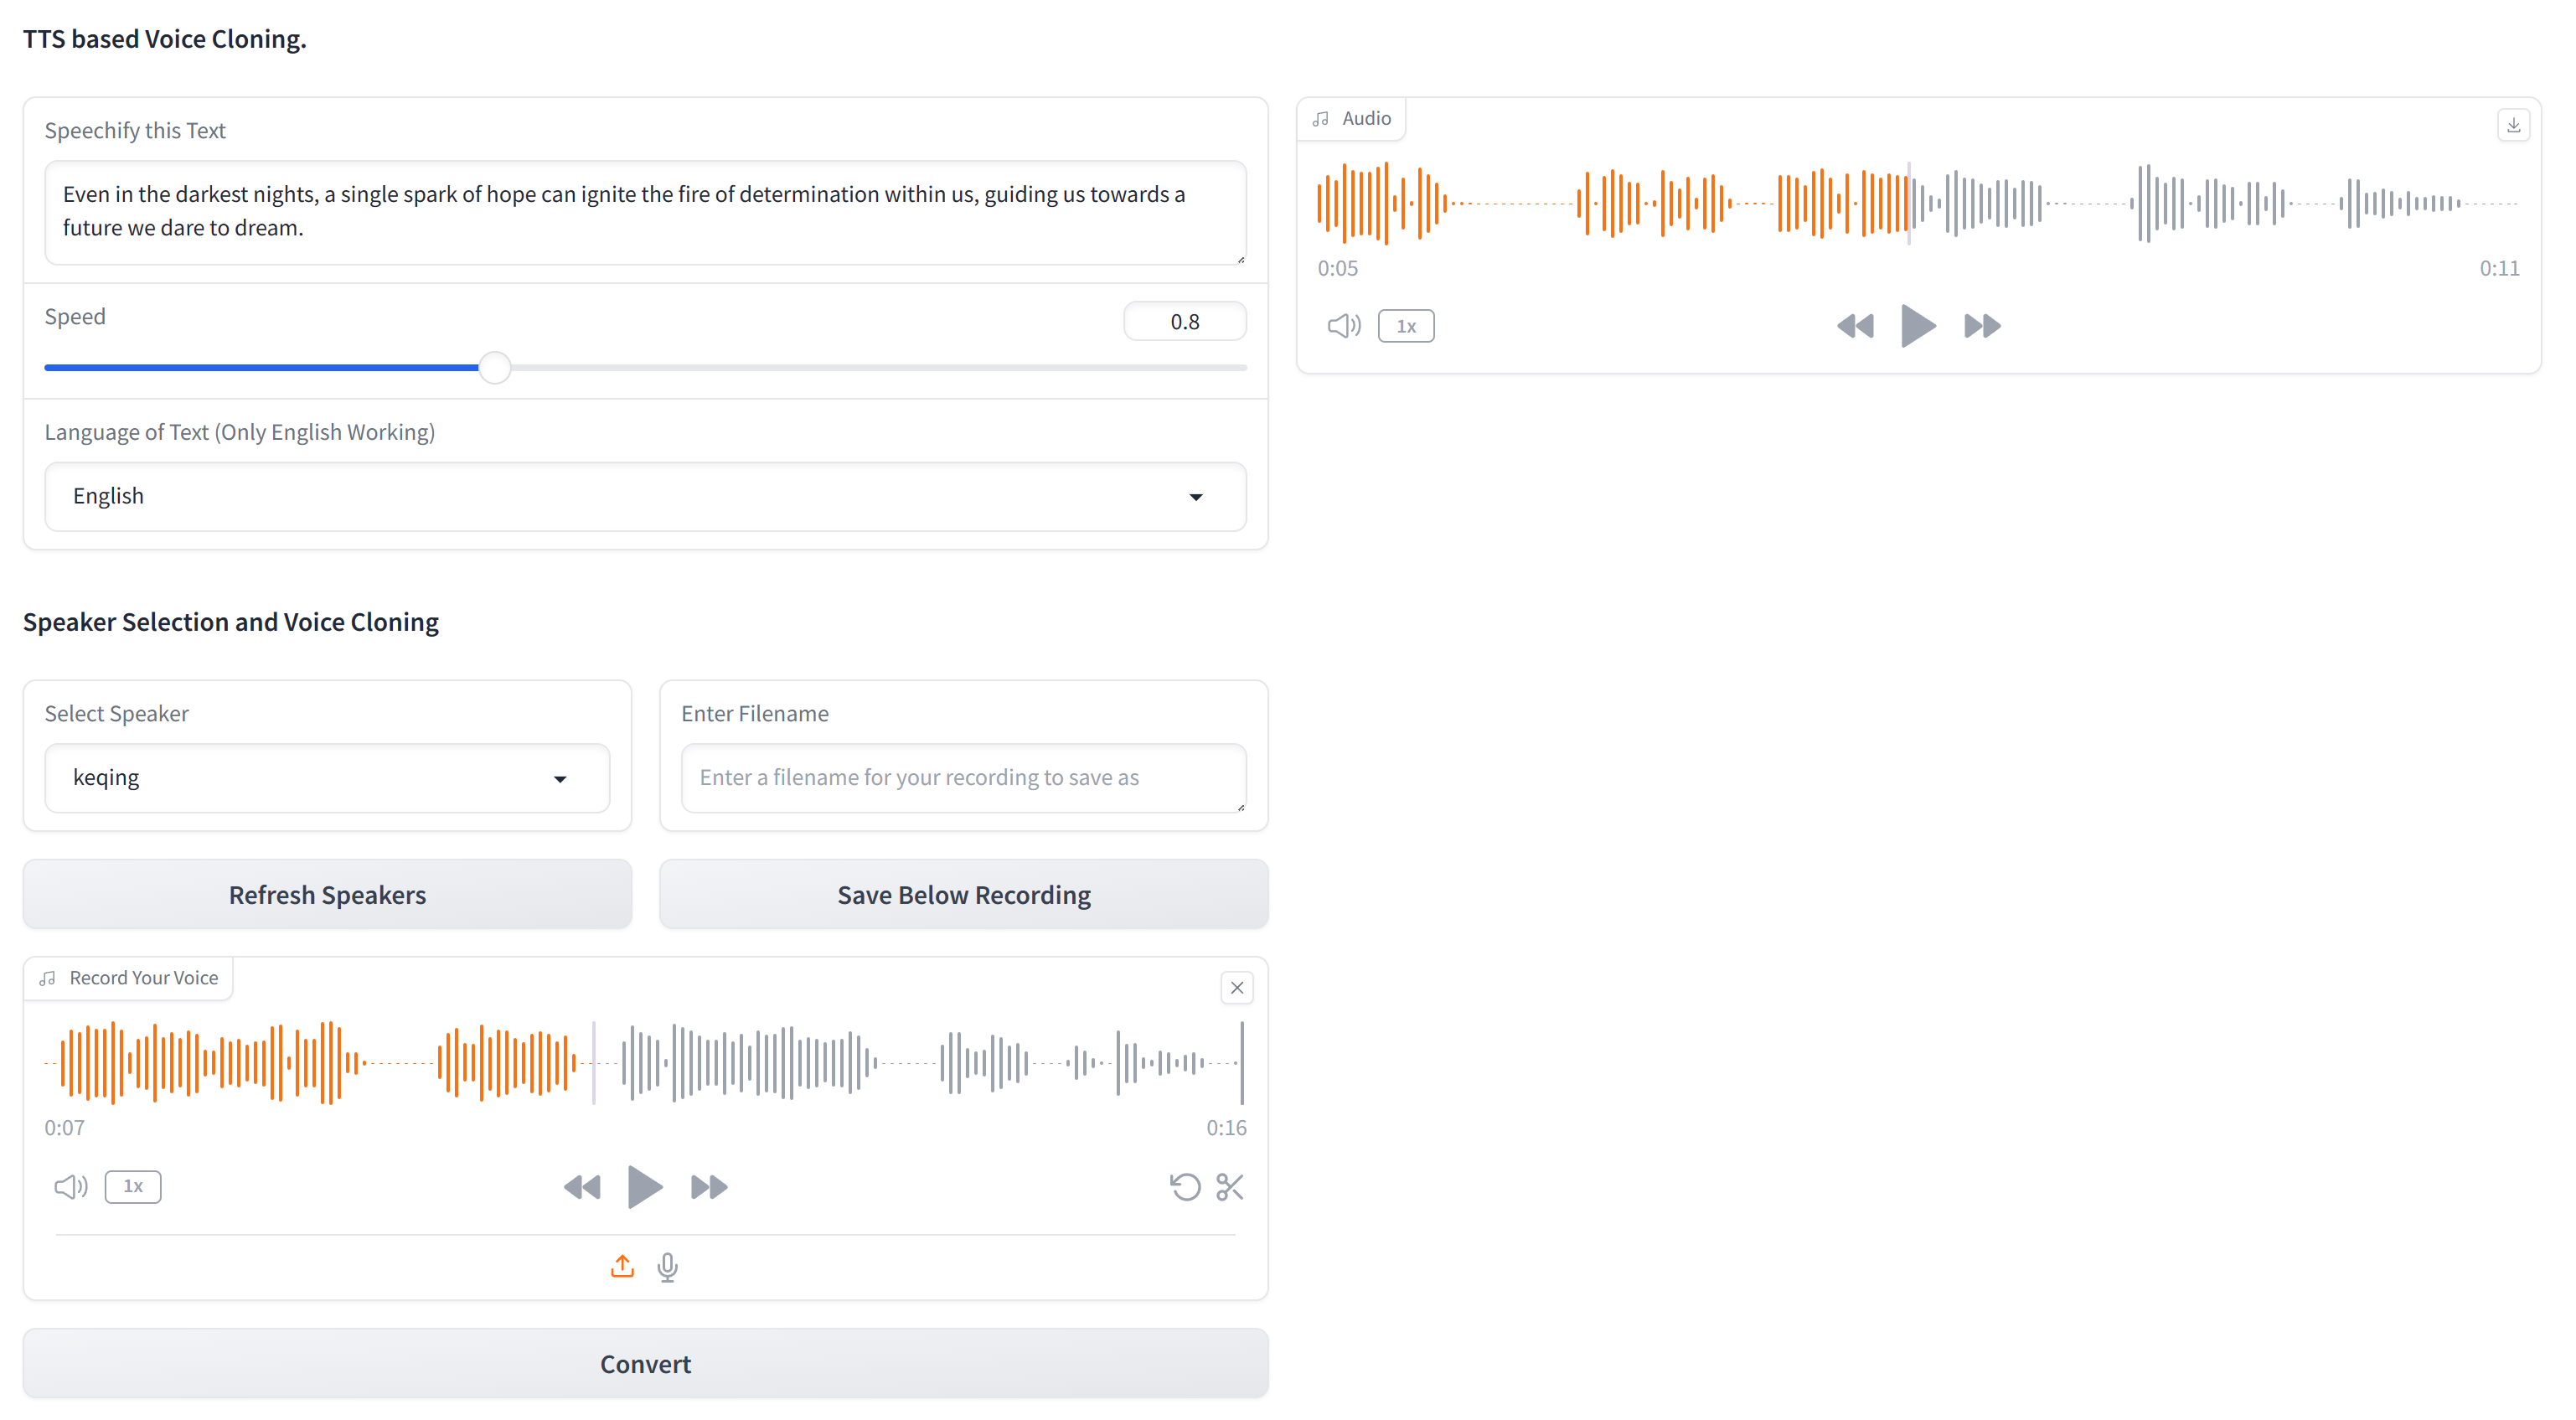 TTS based Voice Cloning.
Speechify this Text
Even in the darkest nights, a single spark of hope can ignite the fire of determination within us, guiding us towards a
future we dare to dream.
Speed
0.8
Language of Text (Only English Working)
English
Audio
0:05
0:11
1x
Speaker Selection and Voice Cloning
Select Speaker
keqing
Enter Filename
Enter a filename for your recording to save as
Refresh Speakers
Save Below Recording
Record Your Voice
0:07
0:16
1x
Convert